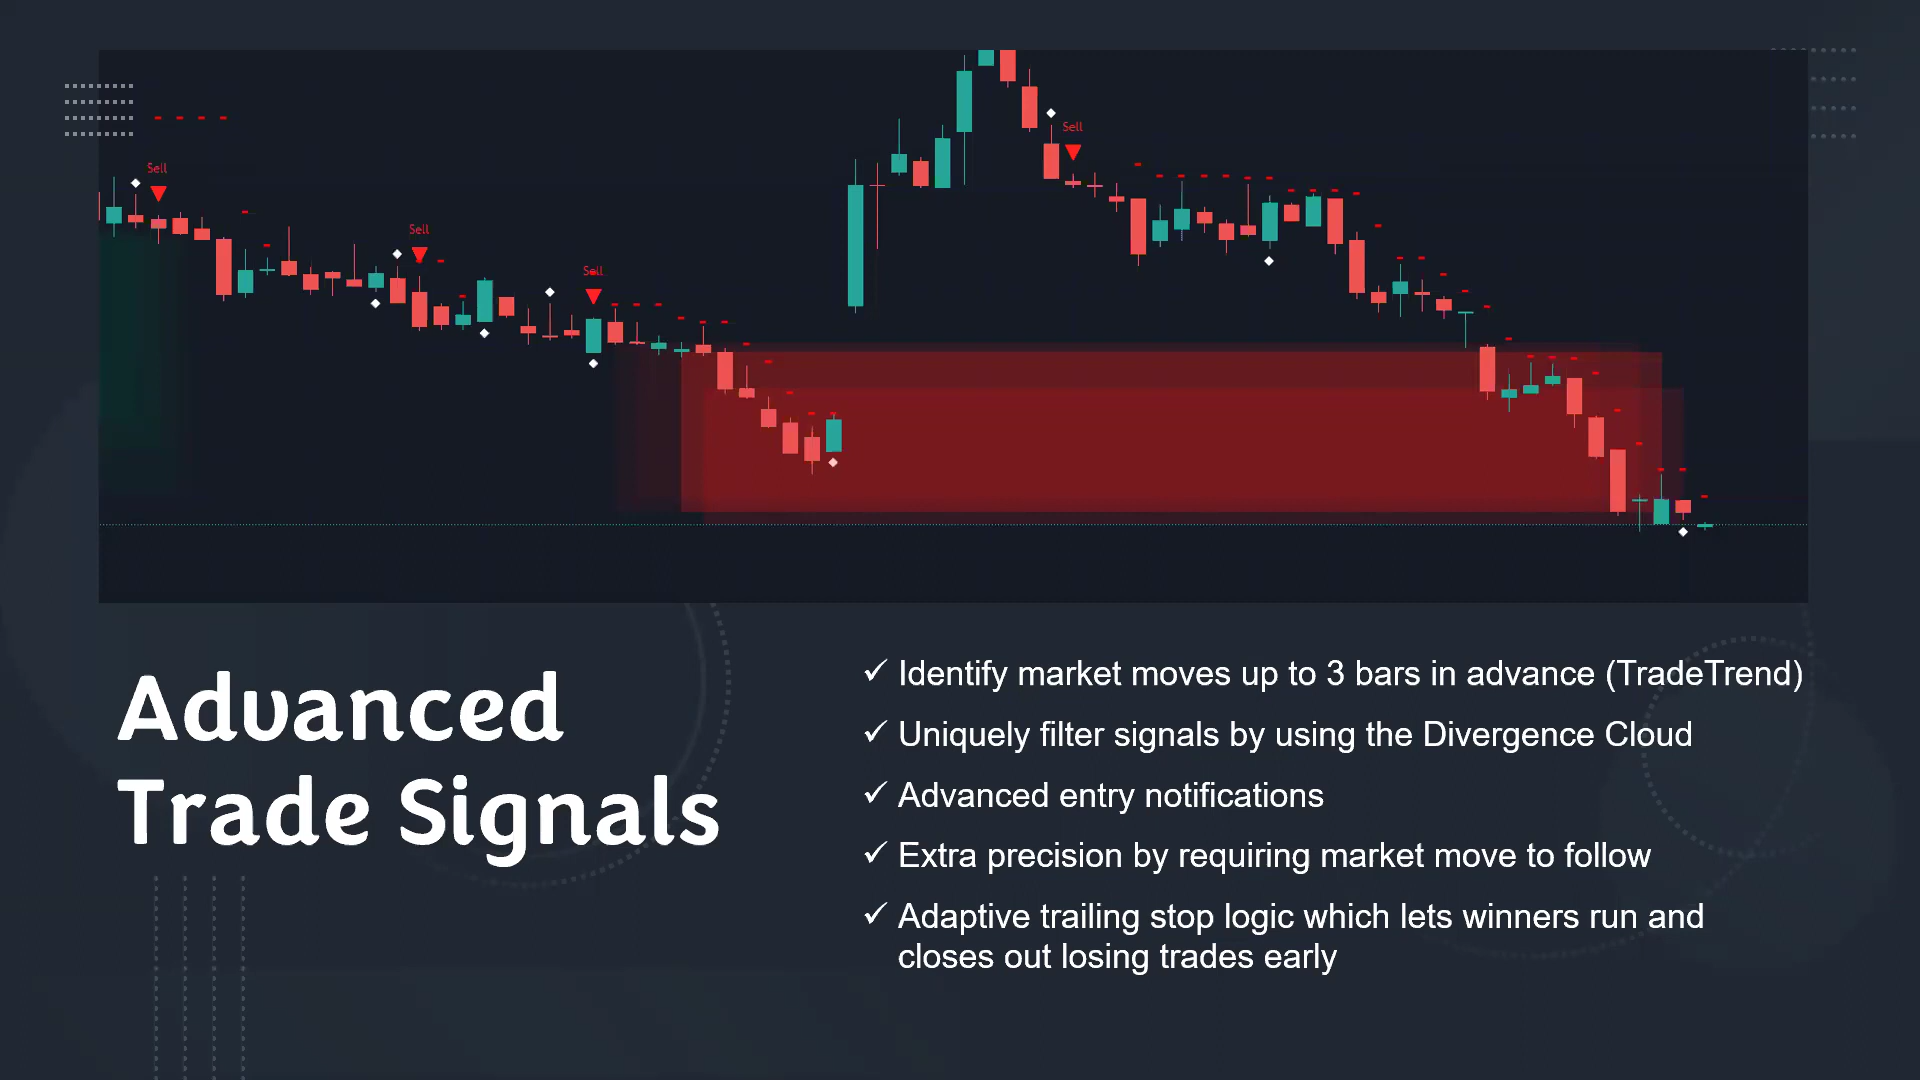 Sell
Sell
Sell
Sell
Advanced
Trade Signals
✓ Identify market moves up to 3 bars in advance (TradeTrend)
✓ Uniquely filter signals by using the Divergence Cloud
✓ Advanced entry notifications
✓ Extra precision by requiring market move to follow
✓ Adaptive trailing stop logic which lets winners run and
closes out losing trades early